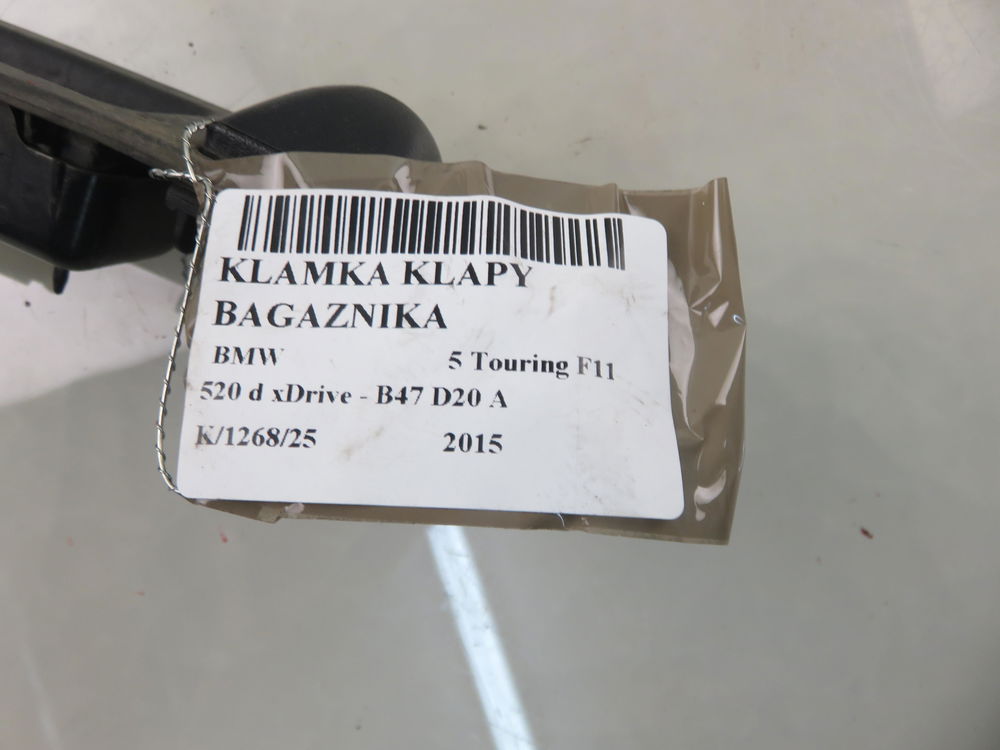 KLAMKA KLAPY
BAGAZNIKA
BMW 5 Touring F11
520 d xDrive - B47 D20 A
K/1268/25 2015